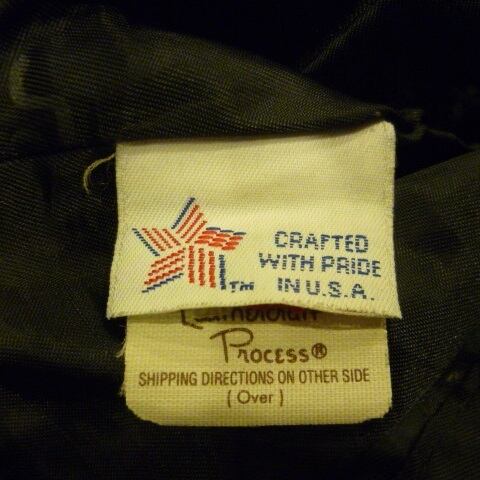 CRAFTED
WITH PRIDE
IN U.S.A.
TM
Process®
SHIPPING DIRECTIONS ON OTHER SIDE
(Over)